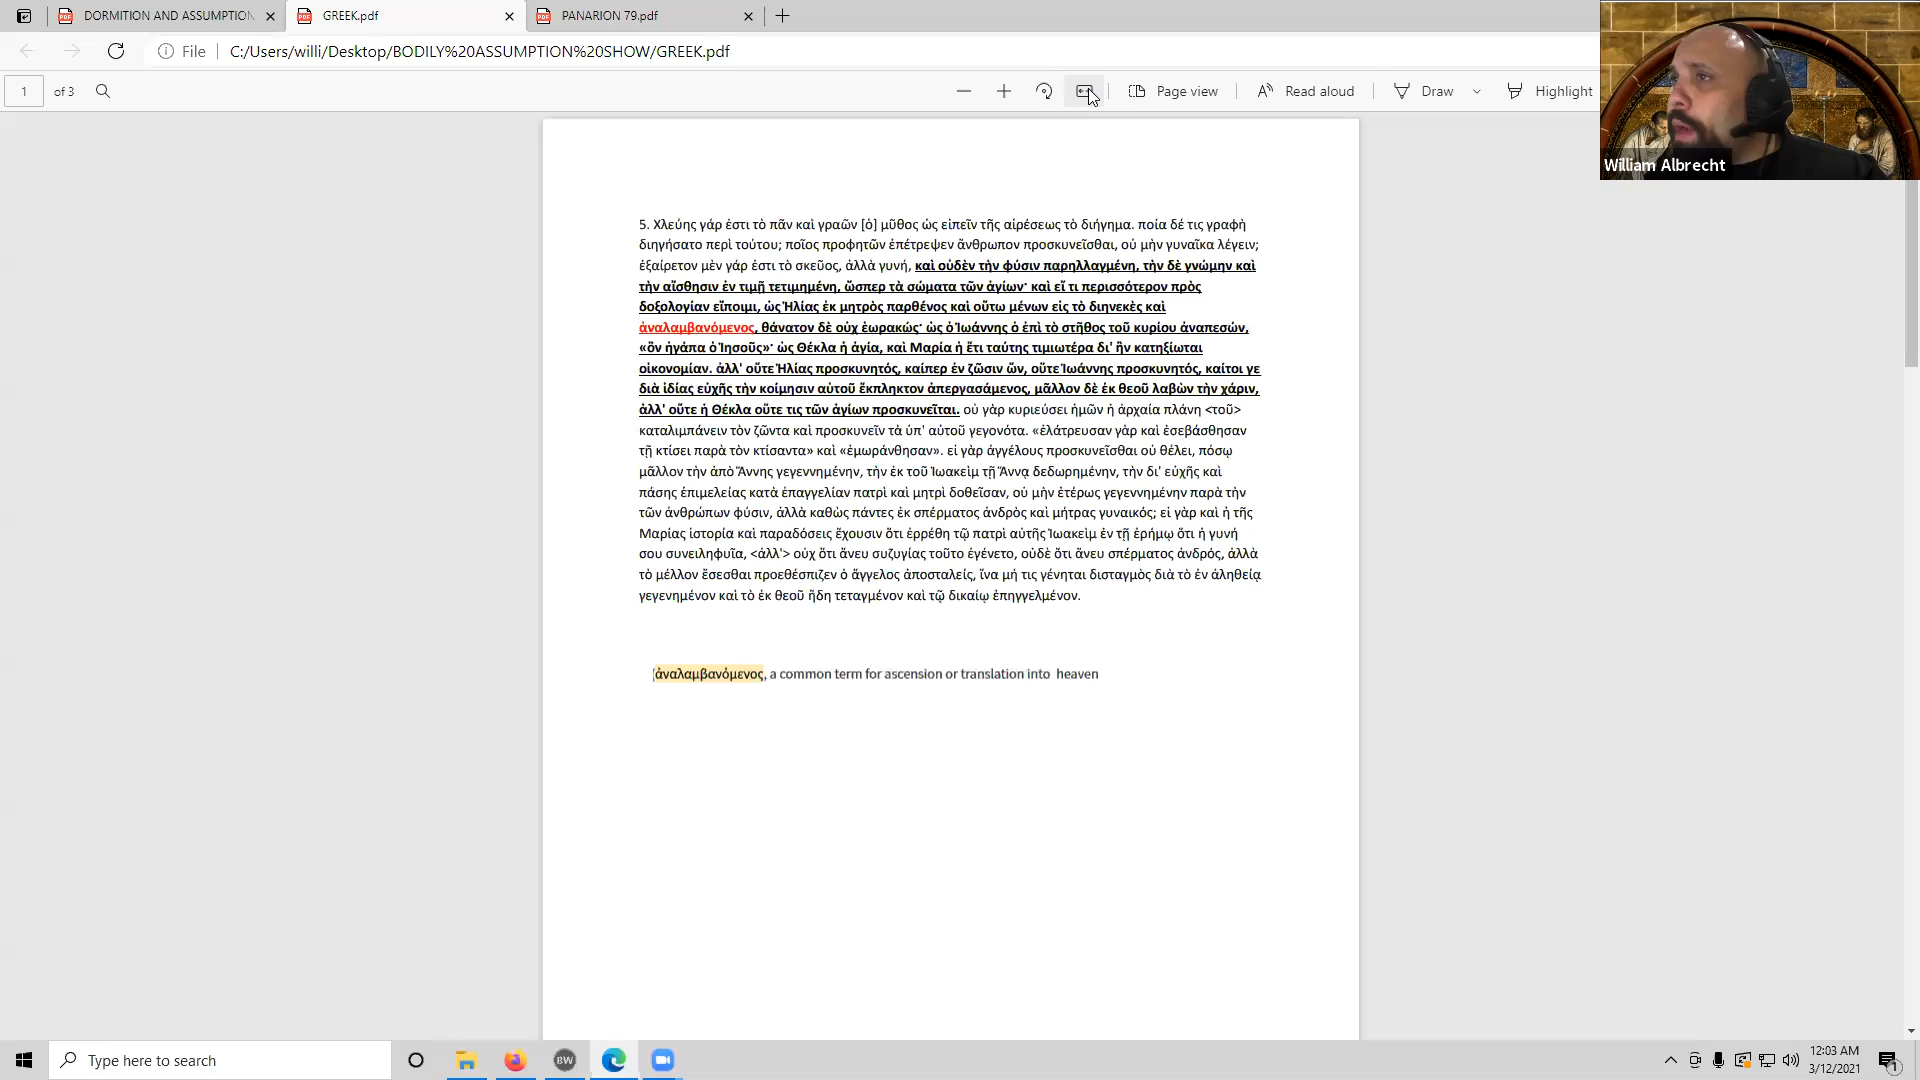 DORMITION AND ASSUMPTION
GREEK.pdf
PANARION 79.pdf
File
C:/Users/willi/Desktop/BODILY%20ASSUMPTION%20SHOW/GREEK.pdf
1
of 3
Page view
Read aloud
Draw
Highlight
William Albrecht
5. Χλεύης γάρ ἐστι τὸ πᾶν καὶ γραῶν [ὁ] μῦθος ὡς εἰπεῖν τῆς αἱρέσεως τὸ διήγημα. ποία δέ τις γραφὴ
διηγήσατο περὶ τούτου; ποῖος προφητῶν ἐπέτρεψεν ἄνθρωπον προσκυνεῖσθαι, οὐ μὴν γυναῖκα λέγειν;
ἐξαίρετον μὲν γάρ ἐστι τὸ σκεῦος, ἀλλὰ γυνή, καὶ οὐδὲν τὴν φύσιν παρηλλαγμένη, τὴν δὲ γνώμην καὶ
τὴν αἴσθησιν ἐν τιμῇ τετιμημένη, ὥσπερ τὰ σώματα τῶν ἁγίων· καὶ εἴ τι περισσότερον πρὸς
δοξολογίαν εἴποιμι, ὡς Ἠλίας ἐκ μητρὸς παρθένος καὶ οὕτω μένων εἰς τὸ διηνεκὲς καὶ
ἀναλαμβανόμενος, θάνατον δὲ οὐχ ἑωρακώς· ὡς ὁ Ἰωάννης ὁ ἐπὶ τὸ στῆθος τοῦ κυρίου ἀναπεσών,
«ὃν ἠγάπα ὁ Ἰησοῦς»· ὡς Θέκλα ἡ ἁγία, καὶ Μαρία ἡ ἔτι ταύτης τιμιωτέρα δι' ἣν κατηξίωται
οἰκονομίαν. ἀλλ' οὔτε Ἠλίας προσκυνητός, καίπερ ἐν ζῶσιν ὤν, οὔτε Ἰωάννης προσκυνητός, καίτοι γε
διὰ ἰδίας εὐχῆς τὴν κοίμησιν αὐτοῦ ἔκπληκτον ἀπεργασάμενος, μᾶλλον δὲ ἐκ θεοῦ λαβὼν τὴν χάριν,
ἀλλ' οὔτε ἡ Θέκλα οὔτε τις τῶν ἁγίων προσκυνεῖται. οὐ γὰρ κυριεύσει ἡμῶν ἡ ἀρχαία πλάνη <τοῦ>
καταλιμπάνειν τὸν ζῶντα καὶ προσκυνεῖν τὰ ὑπ' αὐτοῦ γεγονότα. «ἐλάτρευσαν γὰρ καὶ ἐσεβάσθησαν
τῇ κτίσει παρὰ τὸν κτίσαντα» καὶ «ἐμωράνθησαν». εἰ γὰρ ἀγγέλους προσκυνεῖσθαι οὐ θέλει, πόσῳ
μᾶλλον τὴν ἀπὸ Ἄννης γεγεννημένην, τὴν ἐκ τοῦ Ἰωακεὶμ τῇ Ἄννᾳ δεδωρημένην, τὴν δι' εὐχῆς καὶ
πάσης ἐπιμελείας κατὰ ἐπαγγελίαν πατρὶ καὶ μητρὶ δοθεῖσαν, οὐ μὴν ἑτέρως γεγεννημένην παρὰ τὴν
τῶν ἀνθρώπων φύσιν, ἀλλὰ καθὼς πάντες ἐκ σπέρματος ἀνδρὸς καὶ μήτρας γυναικός; εἰ γὰρ καὶ ἡ τῆς
Μαρίας ἱστορία καὶ παραδόσεις ἔχουσιν ὅτι ἐρρέθη τῷ πατρὶ αὐτῆς Ἰωακεὶμ ἐν τῇ ἐρήμῳ ὅτι ἡ γυνή
σου συνειληφυῖα, <ἀλλ'> οὐχ ὅτι ἄνευ συζυγίας τοῦτο ἐγένετο, οὐδὲ ὅτι ἄνευ σπέρματος ἀνδρός, ἀλλὰ
τὸ μέλλον ἔσεσθαι προεθέσπιζεν ὁ ἄγγελος ἀποσταλείς, ἵνα μή τις γένηται δισταγμὸς διὰ τὸ ἐν ἀληθείᾳ
γεγενημένον καὶ τὸ ἐκ θεοῦ ἤδη τεταγμένον καὶ τῷ δικαίῳ ἐπηγγελμένον.
ἀναλαμβανόμενος, a common term for ascension or translation into heaven
Type here to search
BW
12:03 AM
3/12/2021
1